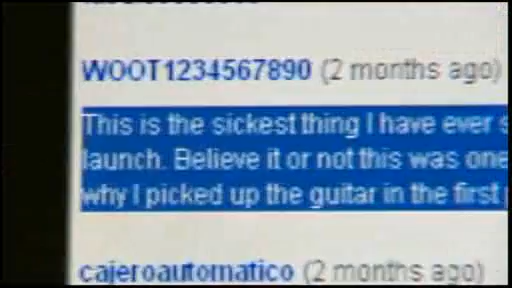 WOOT1234567890 (2 months ago)
This is the sickest thing I have ever
launch. Believe it or not this was one
why I picked up the guitar in the first
cajeroautomatico (2 months ago)